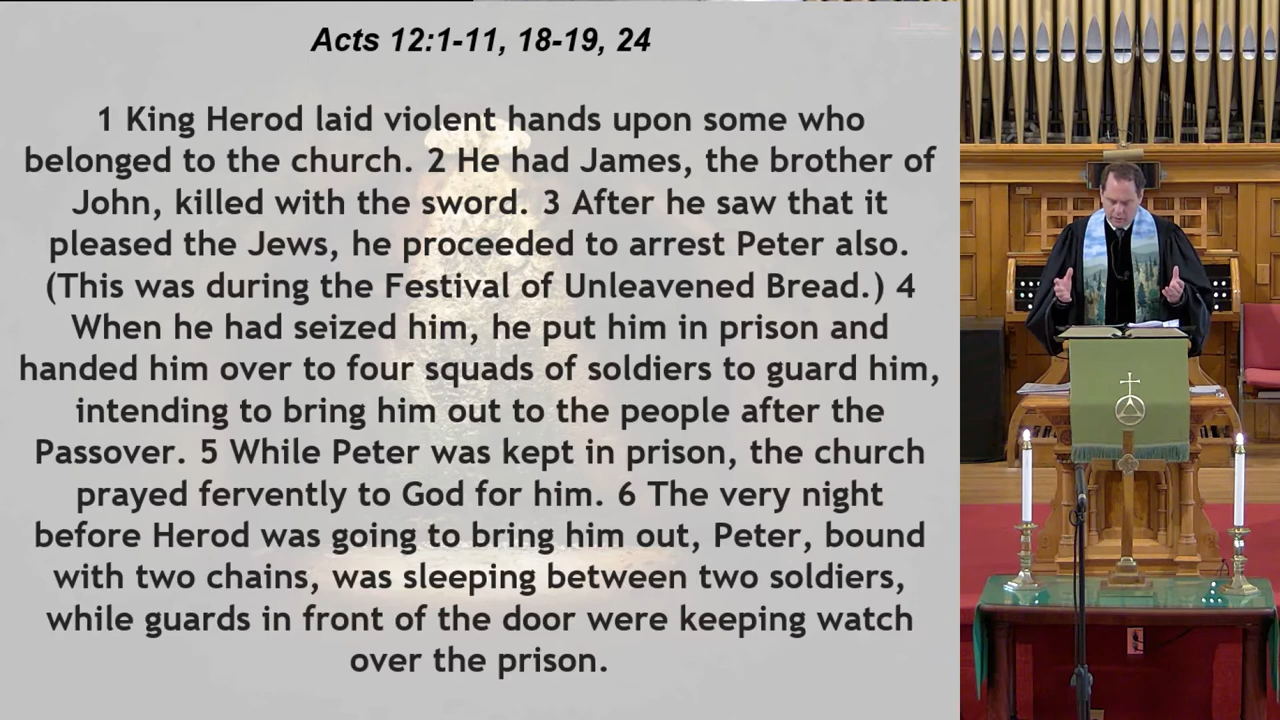 Acts 12:1-11, 18-19, 24
1 King Herod laid violent hands upon some who
belonged to the church. 2 He had James, the brother of
John, killed with the sword. 3 After he saw that it
pleased the Jews, he proceeded to arrest Peter also.
(This was during the Festival of Unleavened Bread.) 4
When he had seized him, he put him in prison and
handed him over to four squads of soldiers to guard him,
intending to bring him out to the people after the
Passover. 5 While Peter was kept in prison, the church
prayed fervently to God for him. 6 The very night
before Herod was going to bring him out, Peter, bound
with two chains, was sleeping between two soldiers,
while guards in front of the door were keeping watch
over the prison.